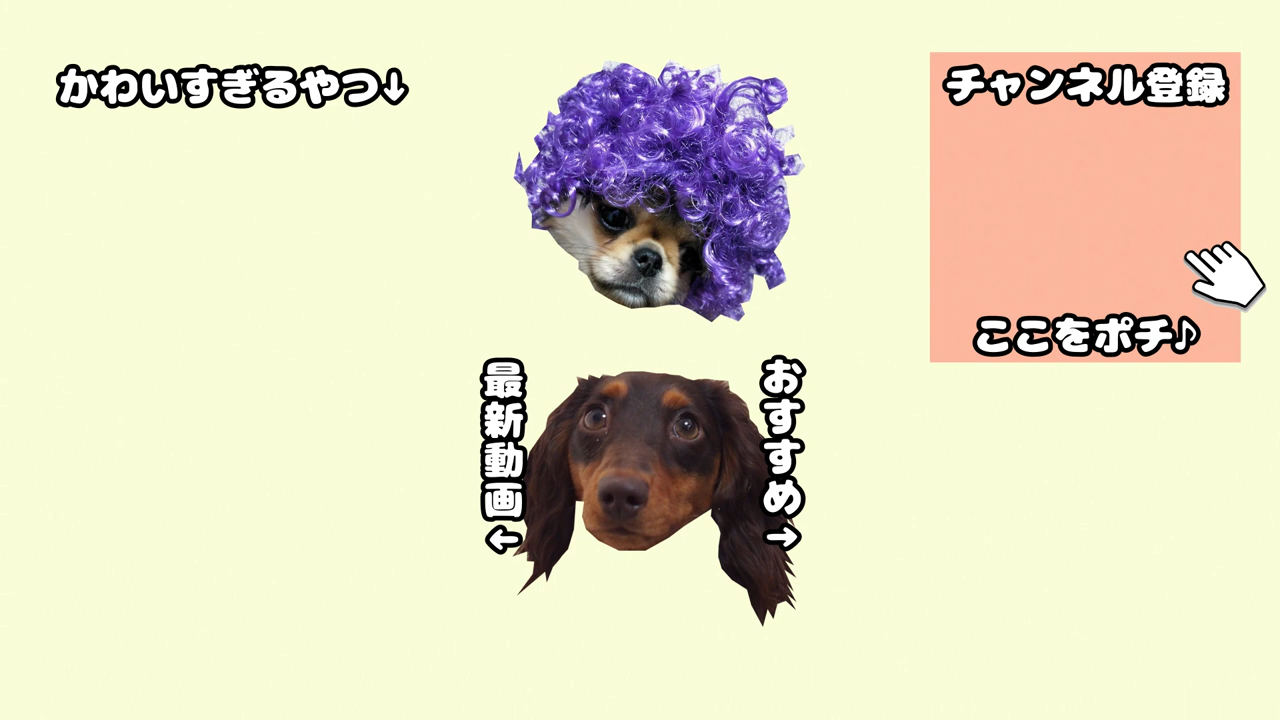 かわいすぎるやつ↓
チャンネル登録
ここをポチ♪
最新動画←
おすすめ→